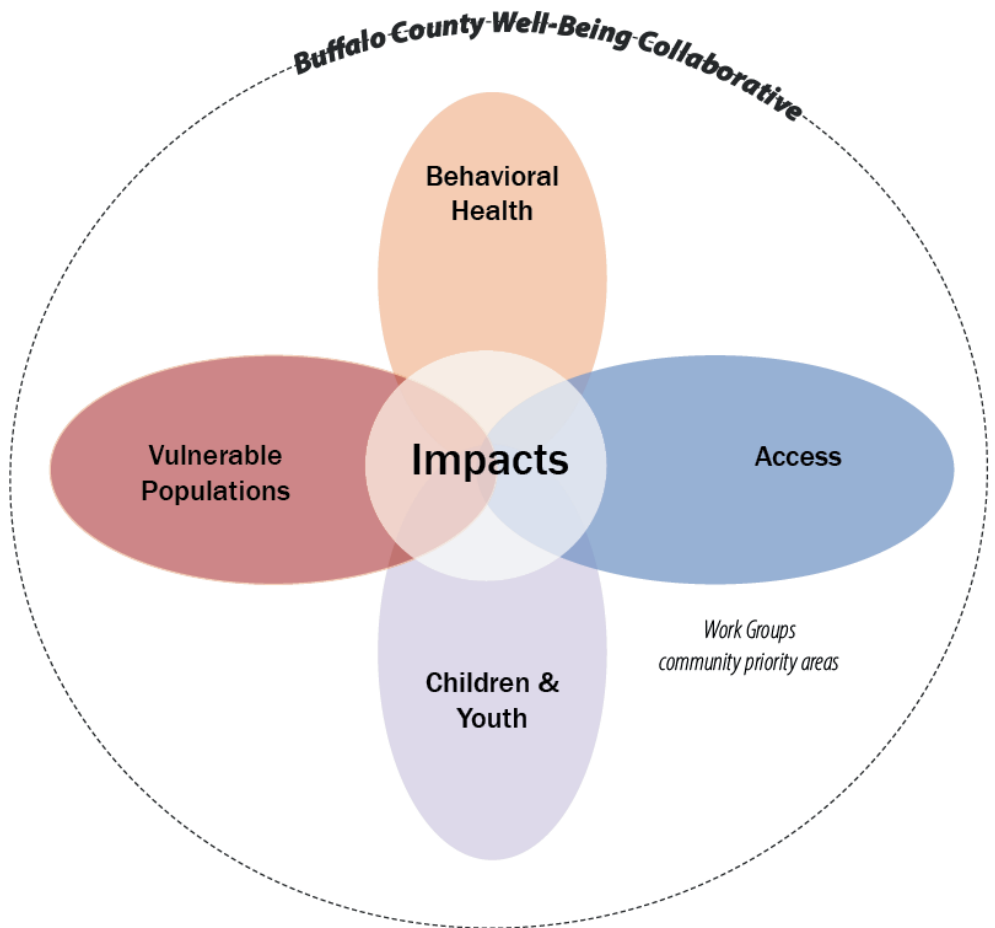 Buffalo County Well-Being Collaborative
Behavioral
Health
Vulnerable
Populations
Impacts
Access
Work Groups
community priority areas
Children &
Youth